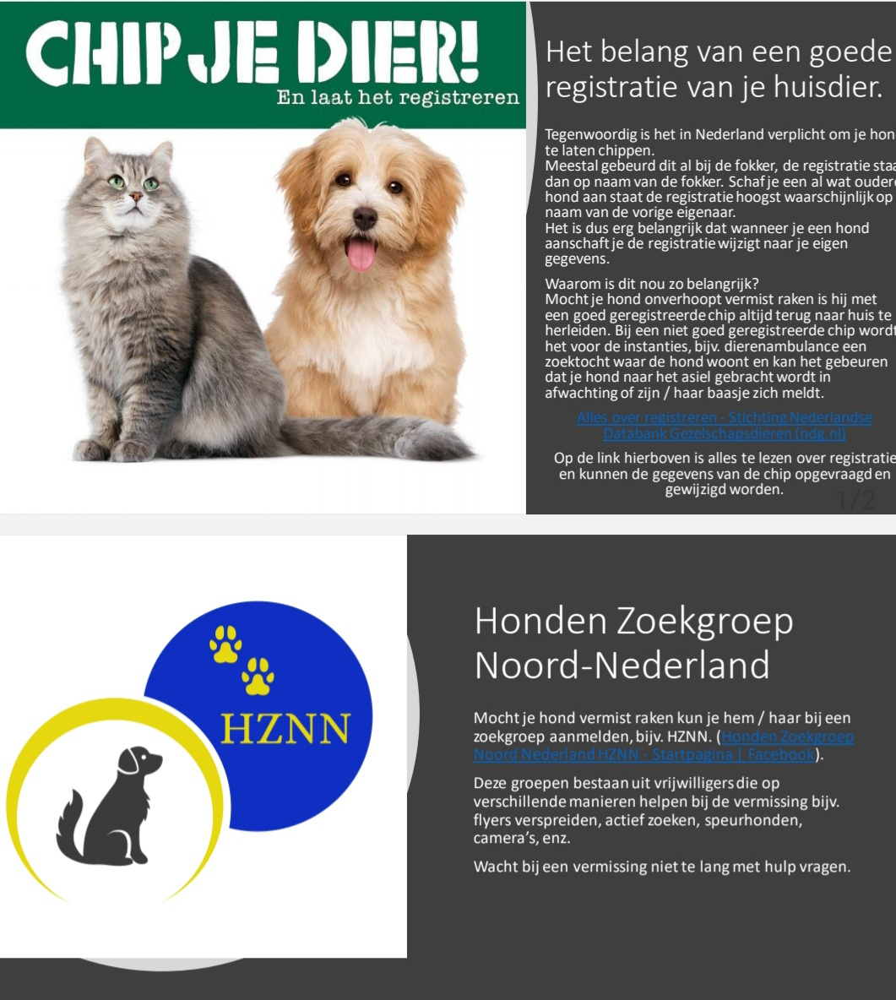 CHIP JE DIER!
En laat het registreren
Het belang van een goede
registratie van je huisdier.
Tegenwoordig is het in Nederland verplicht om je hon
te laten chippen.
Meestal gebeurd dit al bij de fokker, de registratie staa
dan op naam van de fokker. Schaf je een al wat oudere
hond aan staat de registratie hoogst waarschijnlijk op
naam van de vorige eigenaar.
Het is dus erg belangrijk dat wanneer je een hond
aanschaft je de registratie wijzigt naar je eigen
gegevens.
Waarom is dit nou zo belangrijk?
Mocht je hond onverhoopt vermist raken is hij met
een goed geregistreerde chip altijd terug naar huis te
herleiden. Bij een niet goed geregistreerde chip wordt
het voor de instanties, bijv. dierenambulance een
zoektocht waar de hond woont en kan het gebeuren
dat je hond naar het asiel gebracht wordt in
afwachting of zijn / haar baasje zich meldt.
Alles over registreren - Stichting Nederlandse
Databank Gezelschapsdieren (ndg.nl)
Op de link hierboven is alles te lezen over registratie
en kunnen de gegevens van de chip opgevraagd en
gewijzigd worden.
1/2
HZNN
Honden Zoekgroep
Noord-Nederland
Mocht je hond vermist raken kun je hem / haar bij een
zoekgroep aanmelden, bijv. HZNN. (Honden Zoekgroep
Noord Nederland HZNN - Startpagina | Facebook).
Deze groepen bestaan uit vrijwilligers die op
verschillende manieren helpen bij de vermissing bijv.
flyers verspreiden, actief zoeken, speurhonden,
camera's, enz.
Wacht bij een vermissing niet te lang met hulp vragen.